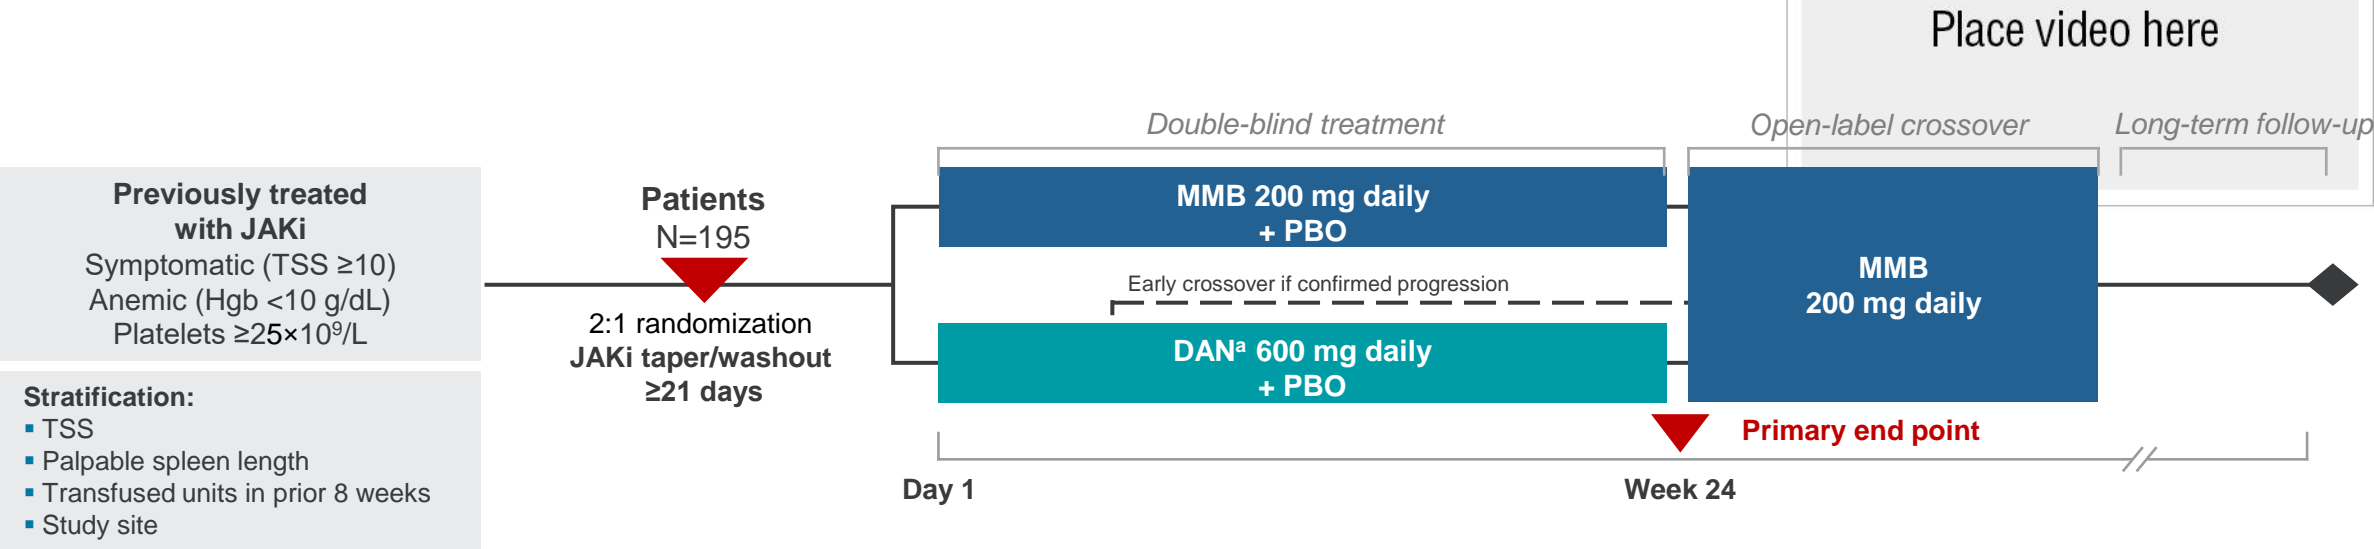 Place video here
Double-blind treatment
Open-label crossover
Long-term follow-up
Previously treated
with JAKi
Symptomatic (TSS ≥10)
Anemic (Hgb <10 g/dL)
Platelets ≥25×10⁹/L
Stratification:
▪ TSS
▪ Palpable spleen length
▪ Transfused units in prior 8 weeks
▪ Study site
Patients
N=195
2:1 randomization
JAKi taper/washout
≥21 days
MMB 200 mg daily
+ PBO
Early crossover if confirmed progression
DANᵃ 600 mg daily
+ PBO
MMB
200 mg daily
Primary end point
Day 1
Week 24